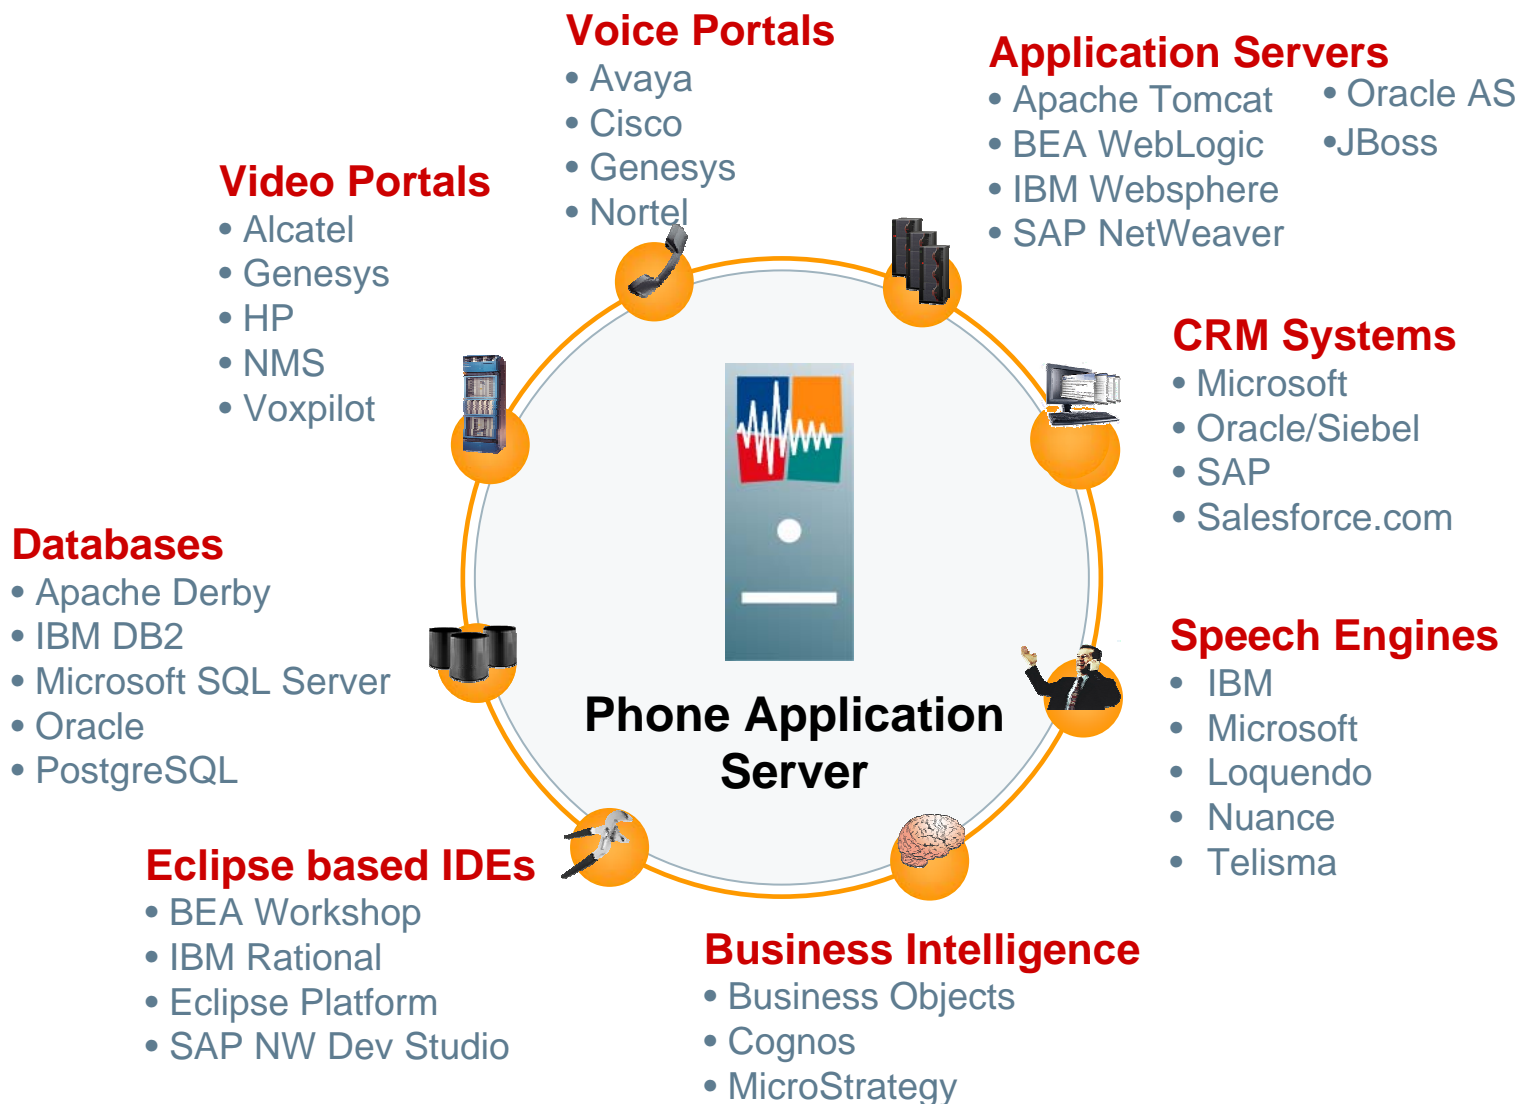 Voice Portals
• Avaya
• Cisco
• Genesys
• Nortel
Application Servers
• Apache Tomcat
• BEA WebLogic
• IBM Websphere
• SAP NetWeaver
• Oracle AS
•JBoss
Video Portals
• Alcatel
• Genesys
• HP
• NMS
• Voxpilot
CRM Systems
• Microsoft
• Oracle/Siebel
• SAP
• Salesforce.com
Databases
• Apache Derby
• IBM DB2
• Microsoft SQL Server
• Oracle
• PostgreSQL
Phone Application
Server
Speech Engines
• IBM
• Microsoft
• Loquendo
• Nuance
• Telisma
Eclipse based IDEs
• BEA Workshop
• IBM Rational
• Eclipse Platform
• SAP NW Dev Studio
Business Intelligence
• Business Objects
• Cognos
• MicroStrategy